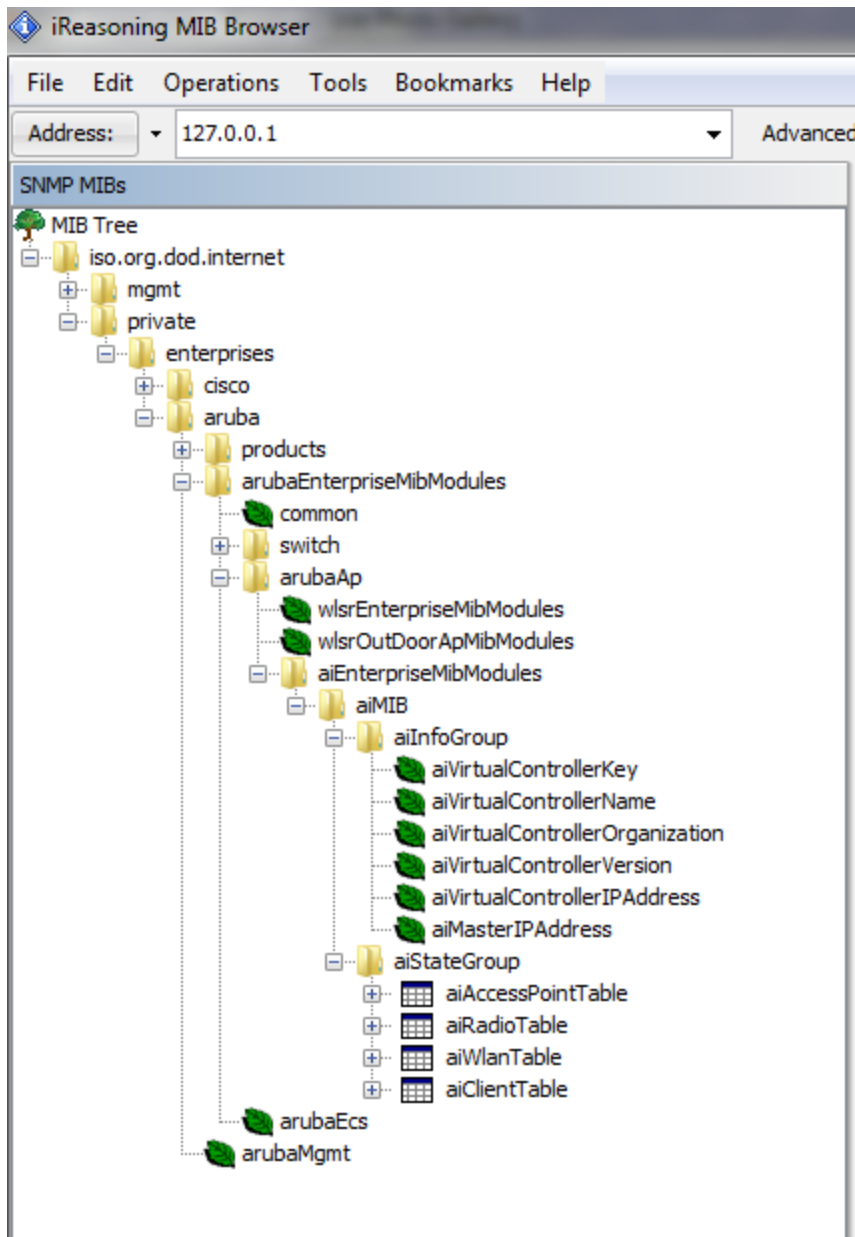 iReasoning MIB Browser
File Edit Operations Tools Bookmarks Help
Address: 127.0.0.1 Advanced
SNMP MIBs
MIB Tree
iso.org.dod.internet
mgmt
private
enterprises
cisco
aruba
products
arubaEnterpriseMibModules
common
switch
arubaAp
wlsrEnterpriseMibModules
wlsrOutDoorApMibModules
aiEnterpriseMibModules
aiMIB
aiInfoGroup
aiVirtualControllerKey
aiVirtualControllerName
aiVirtualControllerOrganization
aiVirtualControllerVersion
aiVirtualControllerIPAddress
aiMasterIPAddress
aiStateGroup
aiAccessPointTable
aiRadioTable
aiWlanTable
aiClientTable
arubaEcs
arubaMgmt